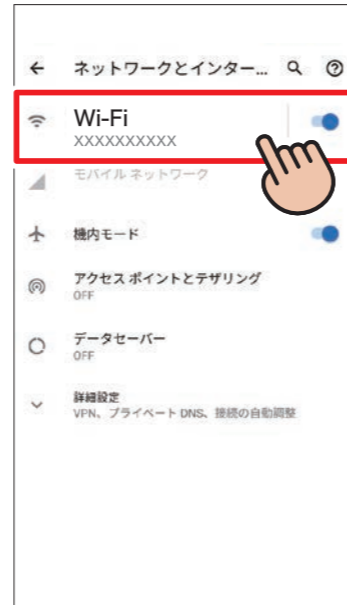 ネットワークとインター...
Wi-Fi
XXXXXXXXXX
モバイル ネットワーク
機内モード
アクセス ポイントとテザリング
OFF
データセーバー
OFF
詳細設定
VPN、プライベート DNS、接続の自動調整